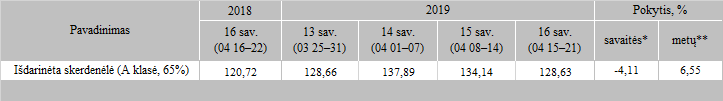 Pavadinimas 2018 2019 Pokytis, %
16 sav. (04 16–22) 13 sav. (03 25–31) 14 sav. (04 01–07) 15 sav. (04 08–14) 16 sav. (04 15–21) savaitės* metų**
Išdarinėta skerdenėlė (A klasė, 65%) 120,72 128,66 137,89 134,14 128,63 -4,11 6,55